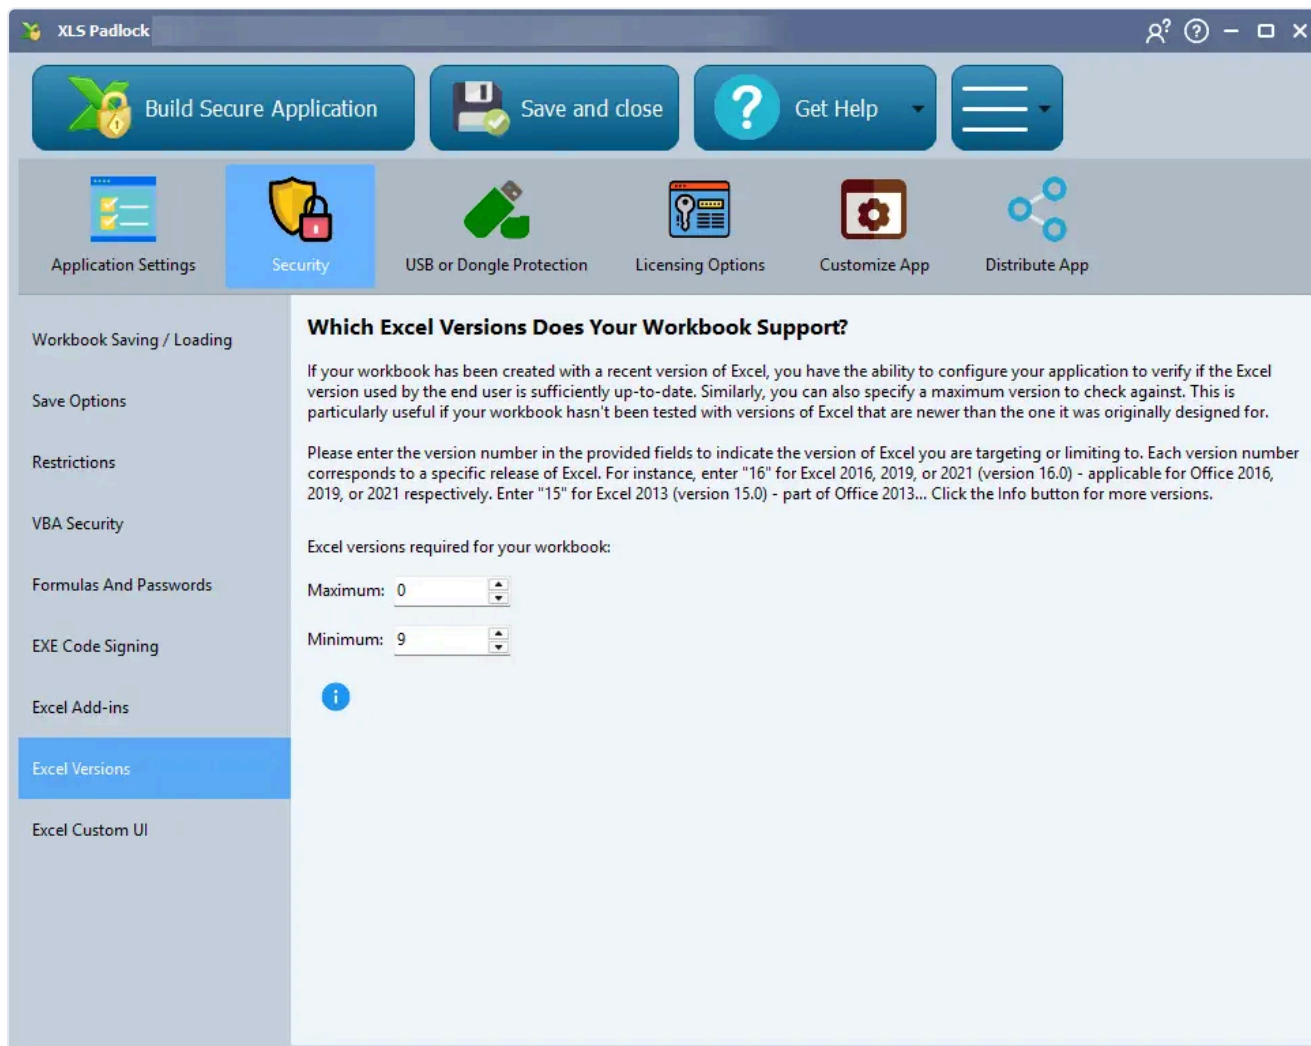 XLS Padlock
Build Secure Application
Save and close
Get Help
Application Settings
Security
USB or Dongle Protection
Licensing Options
Customize App
Distribute App
Workbook Saving / Loading
Save Options
Restrictions
VBA Security
Formulas And Passwords
EXE Code Signing
Excel Add-ins
Excel Versions
Excel Custom UI
Which Excel Versions Does Your Workbook Support?
If your workbook has been created with a recent version of Excel, you have the ability to configure your application to verify if the Excel
version used by the end user is sufficiently up-to-date. Similarly, you can also specify a maximum version to check against. This is
particularly useful if your workbook hasn't been tested with versions of Excel that are newer than the one it was originally designed for.
Please enter the version number in the provided fields to indicate the version of Excel you are targeting or limiting to. Each version number
corresponds to a specific release of Excel. For instance, enter "16" for Excel 2016, 2019, or 2021 (version 16.0) - applicable for Office 2016,
2019, or 2021 respectively. Enter "15" for Excel 2013 (version 15.0) - part of Office 2013... Click the Info button for more versions.
Excel versions required for your workbook:
Maximum: 0
Minimum: 9